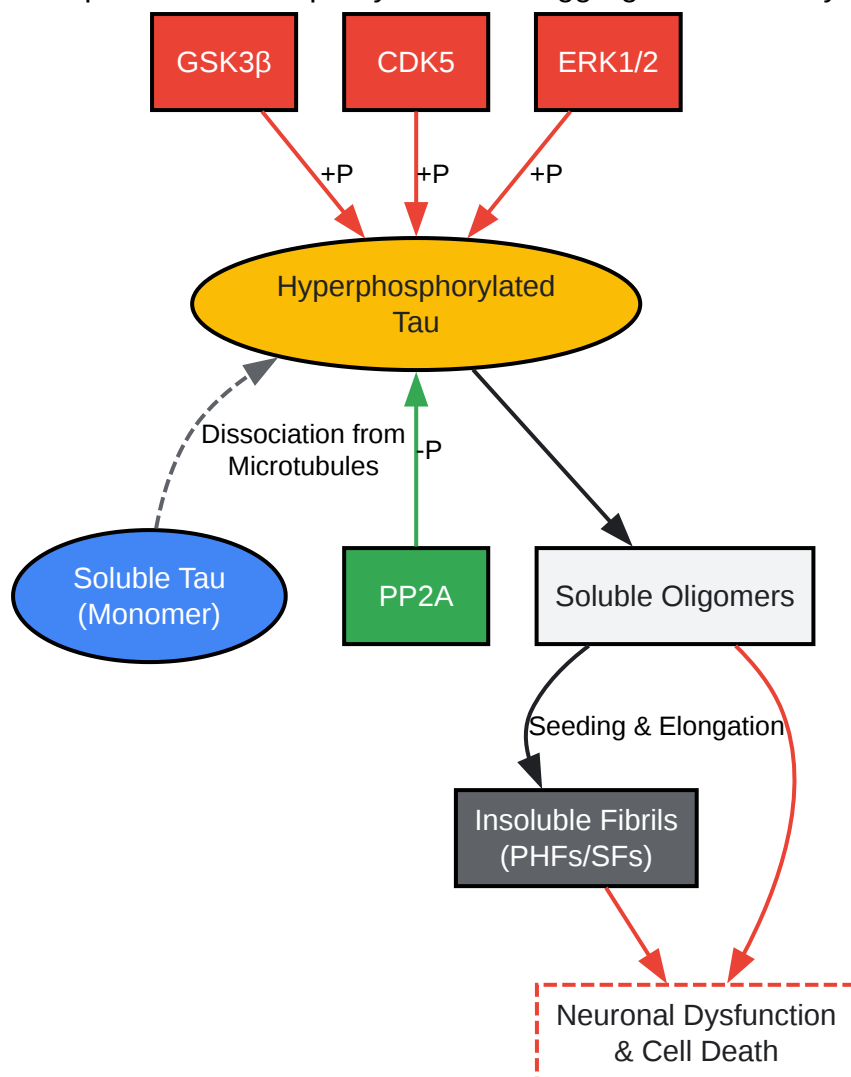 GSK3β
CDK5
ERK1/2
+P
+P
+P
Hyperphosphorylated
Tau
Dissociation from
Microtubules
-P
Soluble Tau
(Monomer)
PP2A
Soluble Oligomers
Seeding & Elongation
Insoluble Fibrils
(PHFs/SFs)
Neuronal Dysfunction
& Cell Death